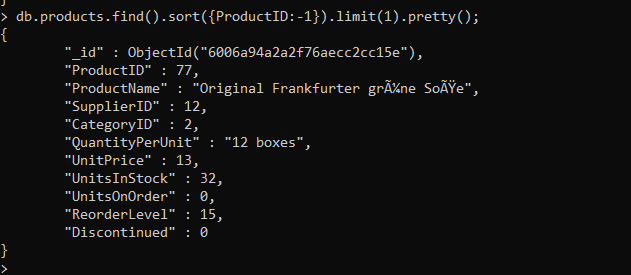 }
> db.products.find().sort({ProductID:-1}).limit(1).pretty();
{
"_id" : ObjectId("6006a94a2a2f76aecc2cc15e"),
"ProductID" : 77,
"ProductName" : "Original Frankfurter grÃ¼ne SoÃŸe",
"SupplierID" : 12,
"CategoryID" : 2,
"QuantityPerUnit" : "12 boxes",
"UnitPrice" : 13,
"UnitsInStock" : 32,
"UnitsOnOrder" : 0,
"ReorderLevel" : 15,
"Discontinued" : 0
}
>